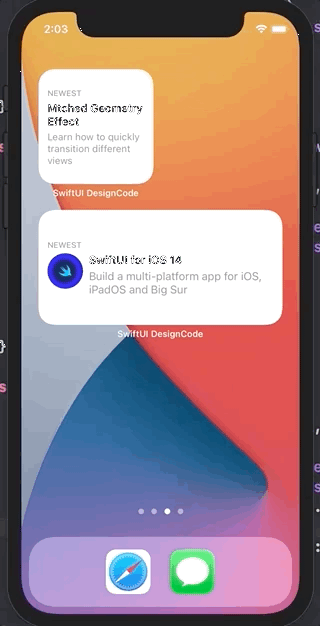 2:03
NEWEST
Mtched Geometry
Effect
Learn how to quickly
transition different
views
SwiftUI DesignCode
NEWEST
SwiftUI for iOS 14
Build a multi-platform app for iOS,
iPadOS and Big Sur
SwiftUI DesignCode